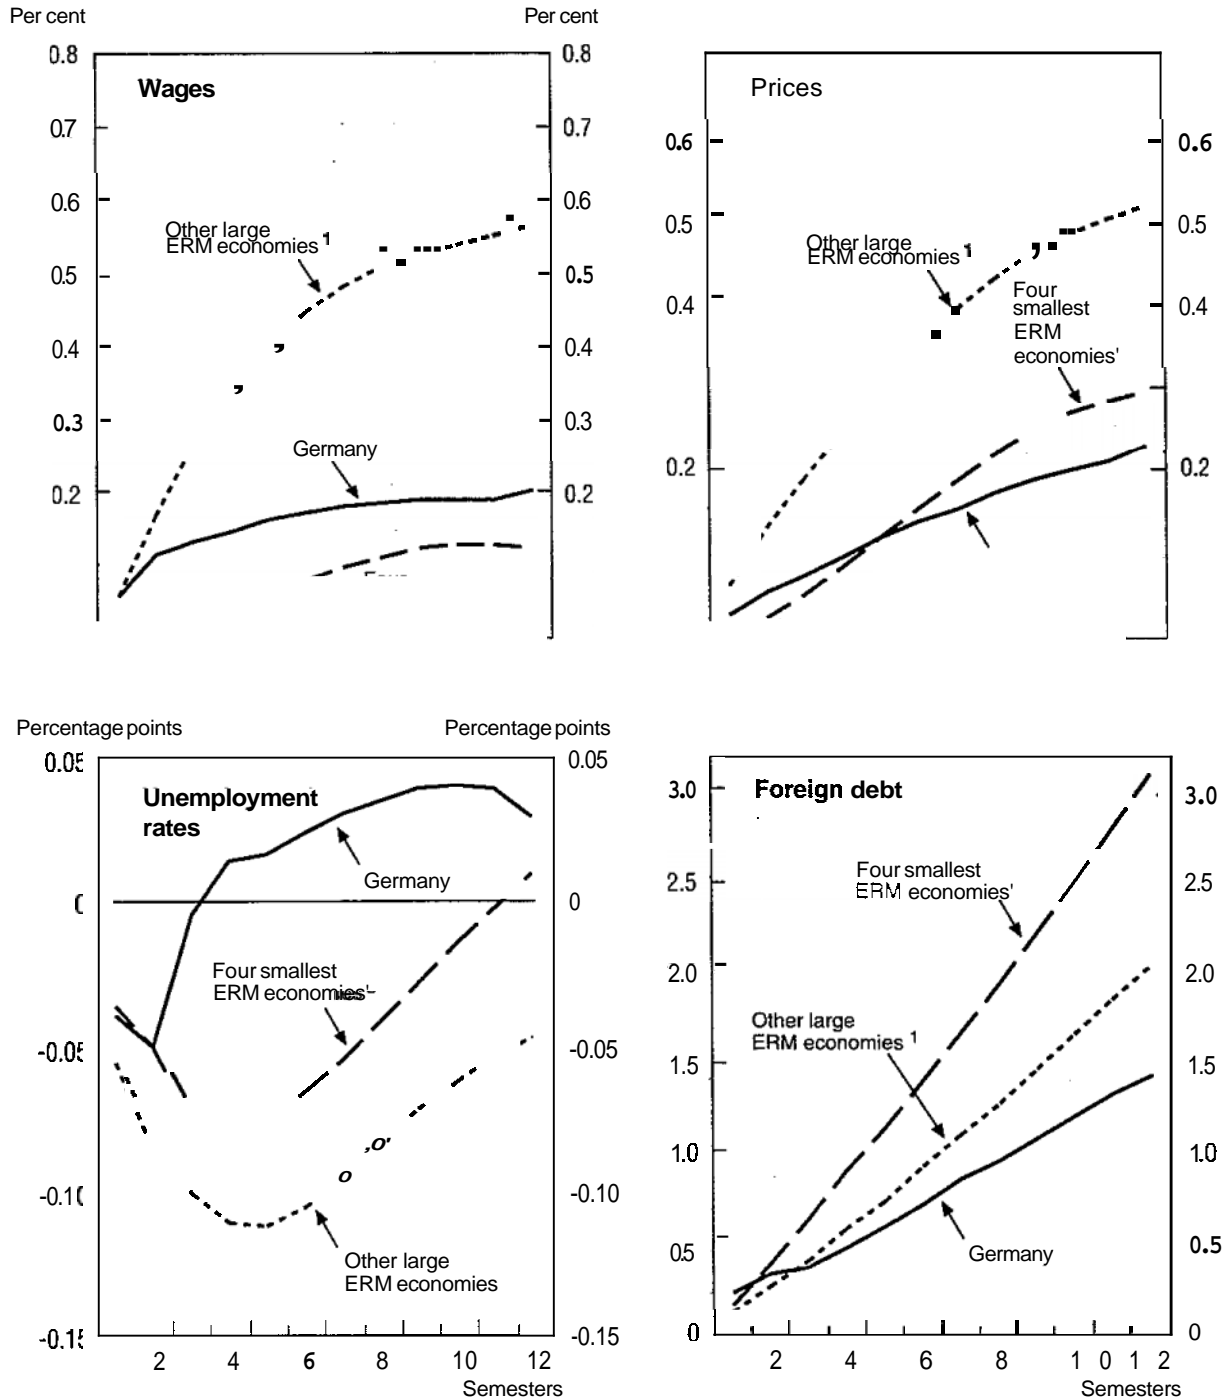 Per cent
Per cent
0.8
0.8
Wages
0.7
0.7
0.6
0.6
Other large
ERM economies 1
0.5
0.5
0.4
0.4
0.3
0.3
Germany
0.2
0.2
Prices
0.6
0.6
0.5
0.5
Other large
ERM economies 1
Four
smallest
ERM
economies'
0.4
0.4
0.2
0.2
Percentage points
Percentage points
0.05
0.05
Unemployment
rates
Germany
0
Four smallest
ERM economies'
-0.05
-0.05
-0.10
-0.10
Other large
ERM economies
-0.15
-0.15
2
4
6
8
10
12
Semesters
Foreign debt
3.0
3.0
Four smallest
ERM economies'
2.5
2.5
2.0
2.0
Other large
ERM economies 1
1.5
1.5
1.0
1.0
Germany
0.5
0.5
0
0
2
4
6
8
1 0
1 2
Semesters